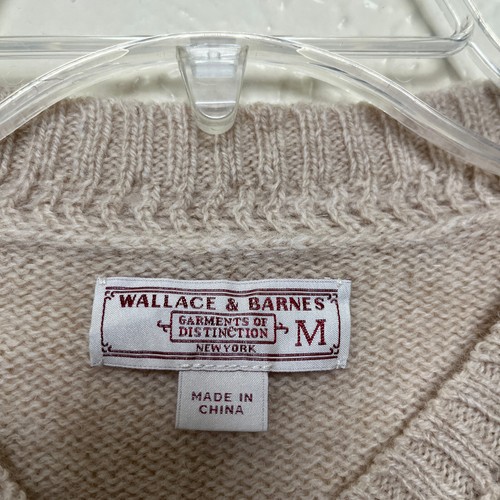 WALLACE & BARNES
GARMENTS OF
DISTINCTION
M
NEW YORK
MADE IN
CHINA